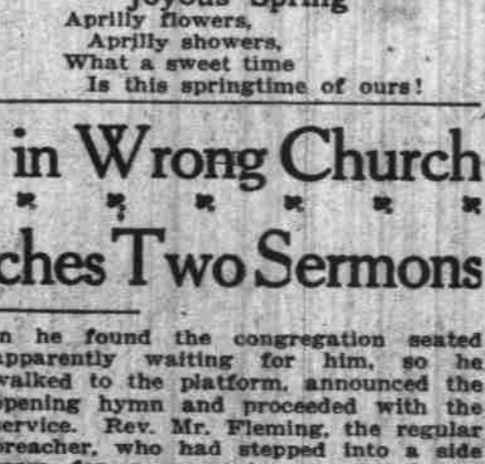 Joyous Spring
Aprilly flowers,
Aprilly showers,
What a sweet time
Is this springtime of ours!
in Wrong Church
ches Two Sermons
n he found the congregation seated
apparently waiting for him, so he
walked to the platform, announced the
opening hymn and proceeded with the
service. Rev. Mr. Fleming, the regular
preacher, who had stepped into a side